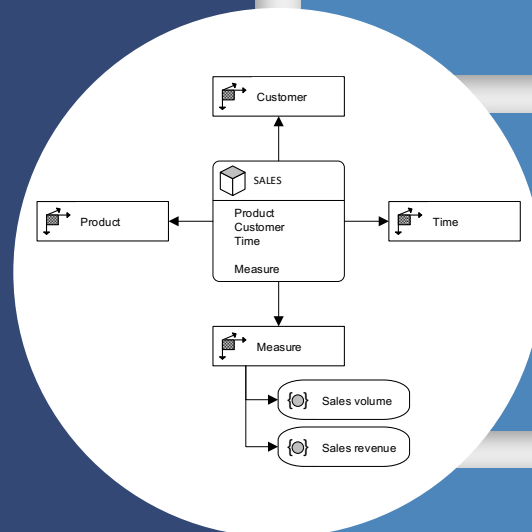 Customer
SALES
Product
Customer
Time
Measure
Product
Time
Measure
Sales volume
Sales revenue